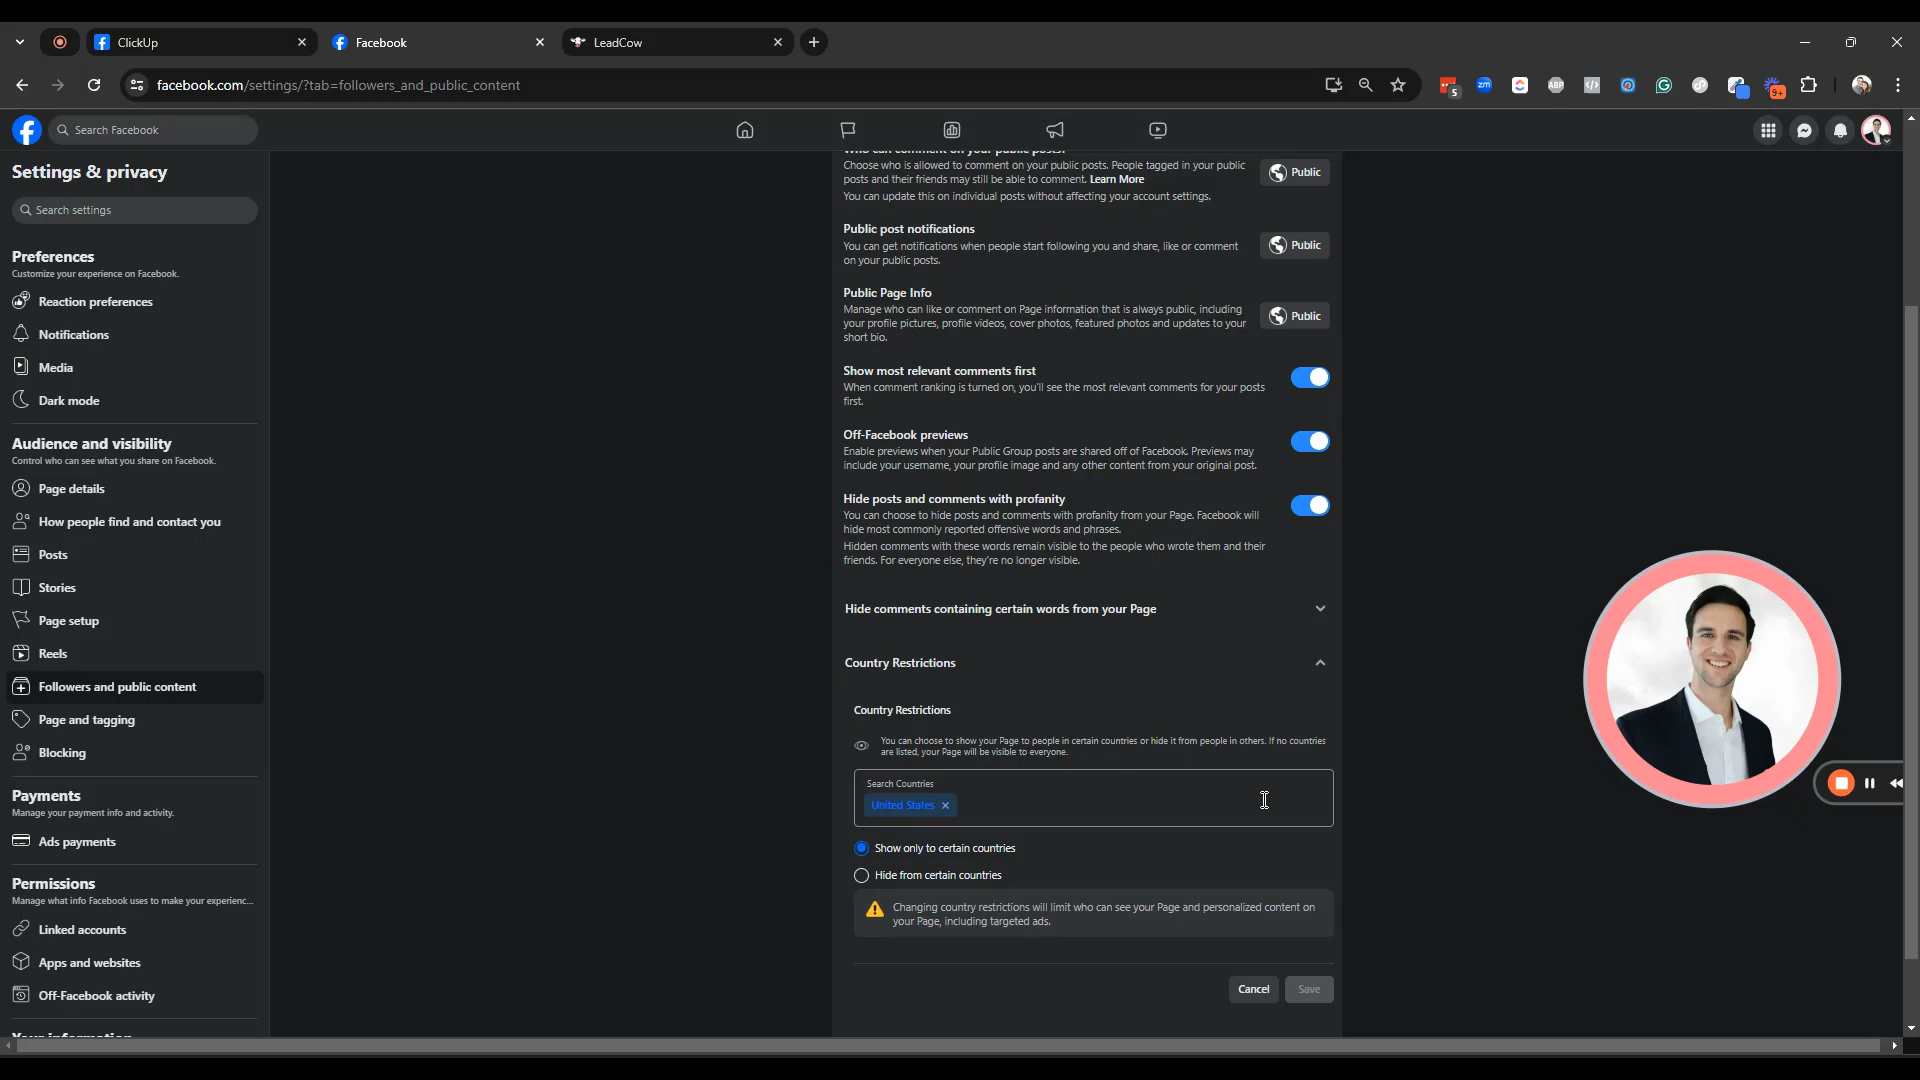 ClickUp
Facebook
LeadCow
facebook.com/settings/?tab=followers_and_public_content
5
zm
ABP
9+
Search Facebook
Settings & privacy
Search settings
Preferences
Customize your experience on Facebook.
Reaction preferences
Notifications
Media
Dark mode
Audience and visibility
Control who can see what you share on Facebook.
Page details
How people find and contact you
Posts
Stories
Page setup
Reels
Followers and public content
Page and tagging
Blocking
Payments
Manage your payment info and activity.
Ads payments
Permissions
Manage what info Facebook uses to make your experienc...
Linked accounts
Apps and websites
Off-Facebook activity
Your information
Who can comment on your public posts?
Choose who is allowed to comment on your public posts. People tagged in your public
posts and their friends may still be able to comment. Learn More
You can update this on individual posts without affecting your account settings.
Public
Public post notifications
You can get notifications when people start following you and share, like or comment
on your public posts.
Public
Public Page Info
Manage who can like or comment on Page information that is always public, including
your profile pictures, profile videos, cover photos, featured photos and updates to your
short bio.
Public
Show most relevant comments first
When comment ranking is turned on, you'll see the most relevant comments for your posts
first.
Off-Facebook previews
Enable previews when your Public Group posts are shared off of Facebook. Previews may
include your username, your profile image and any other content from your original post.
Hide posts and comments with profanity
You can choose to hide posts and comments with profanity from your Page. Facebook will
hide most commonly reported offensive words and phrases.
Hidden comments with these words remain visible to the people who wrote them and their
friends. For everyone else, they're no longer visible.
Hide comments containing certain words from your Page
Country Restrictions
Country Restrictions
You can choose to show your Page to people in certain countries or hide it from people in others. If no countries
are listed, your Page will be visible to everyone.
Search Countries
United States
Show only to certain countries
Hide from certain countries
Changing country restrictions will limit who can see your Page and personalized content on
your Page, including targeted ads.
Cancel
Save